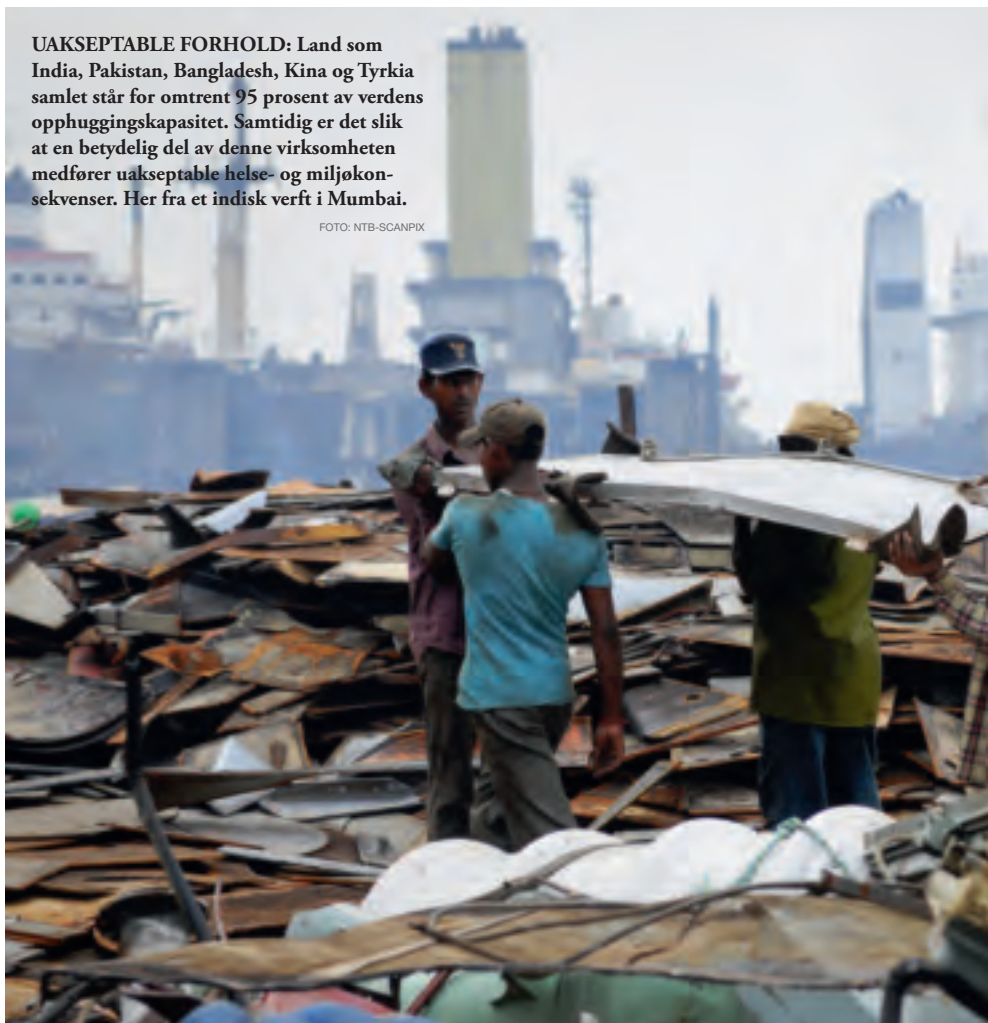 UAKSEPTABLE FORHOLD: Land som
India, Pakistan, Bangladesh, Kina og Tyrkia
samlet står for omtrent 95 prosent av verdens
opphuggingskapasitet. Samtidig er det slik
at en betydelig del av denne virksomheten
medfører uakseptable helse- og miljøkon-
sekvenser. Her fra et indisk verft i Mumbai.
FOTO: NTB-SCANPIX